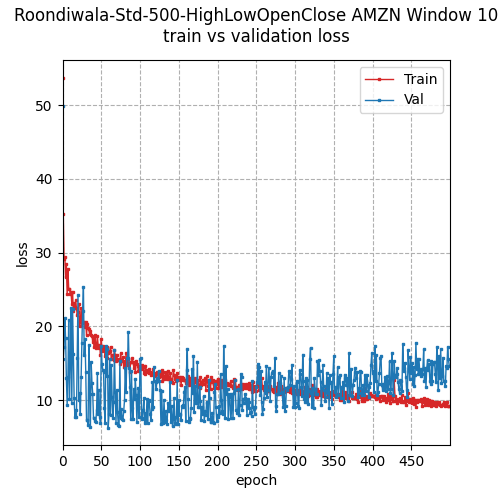 Roondiwala-Std-500-HighLowOpenClose AMZN Window 10
train vs validation loss
Train
Val
50
40
30
20
10
loss
0 50 100 150 200 250 300 350 400 450
epoch